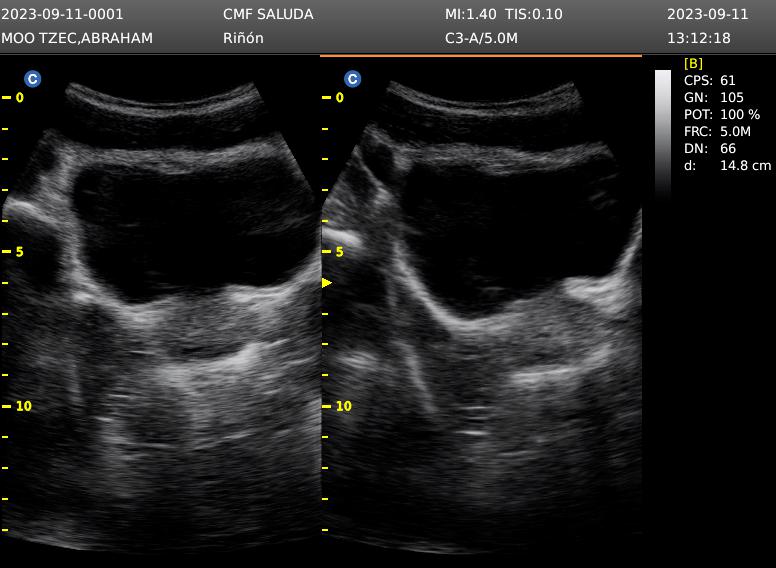 2023-09-11-0001 CMF SALUDA MI:1.40 TIS:0.10 2023-09-11
MOO TZEC,ABRAHAM Riñón C3-A/5.0M 13:12:18
C
C
[B]
CPS: 61
GN: 105
POT: 100 %
FRC: 5.0M
DN: 66
d: 14.8 cm
0
0
5
5
10
10